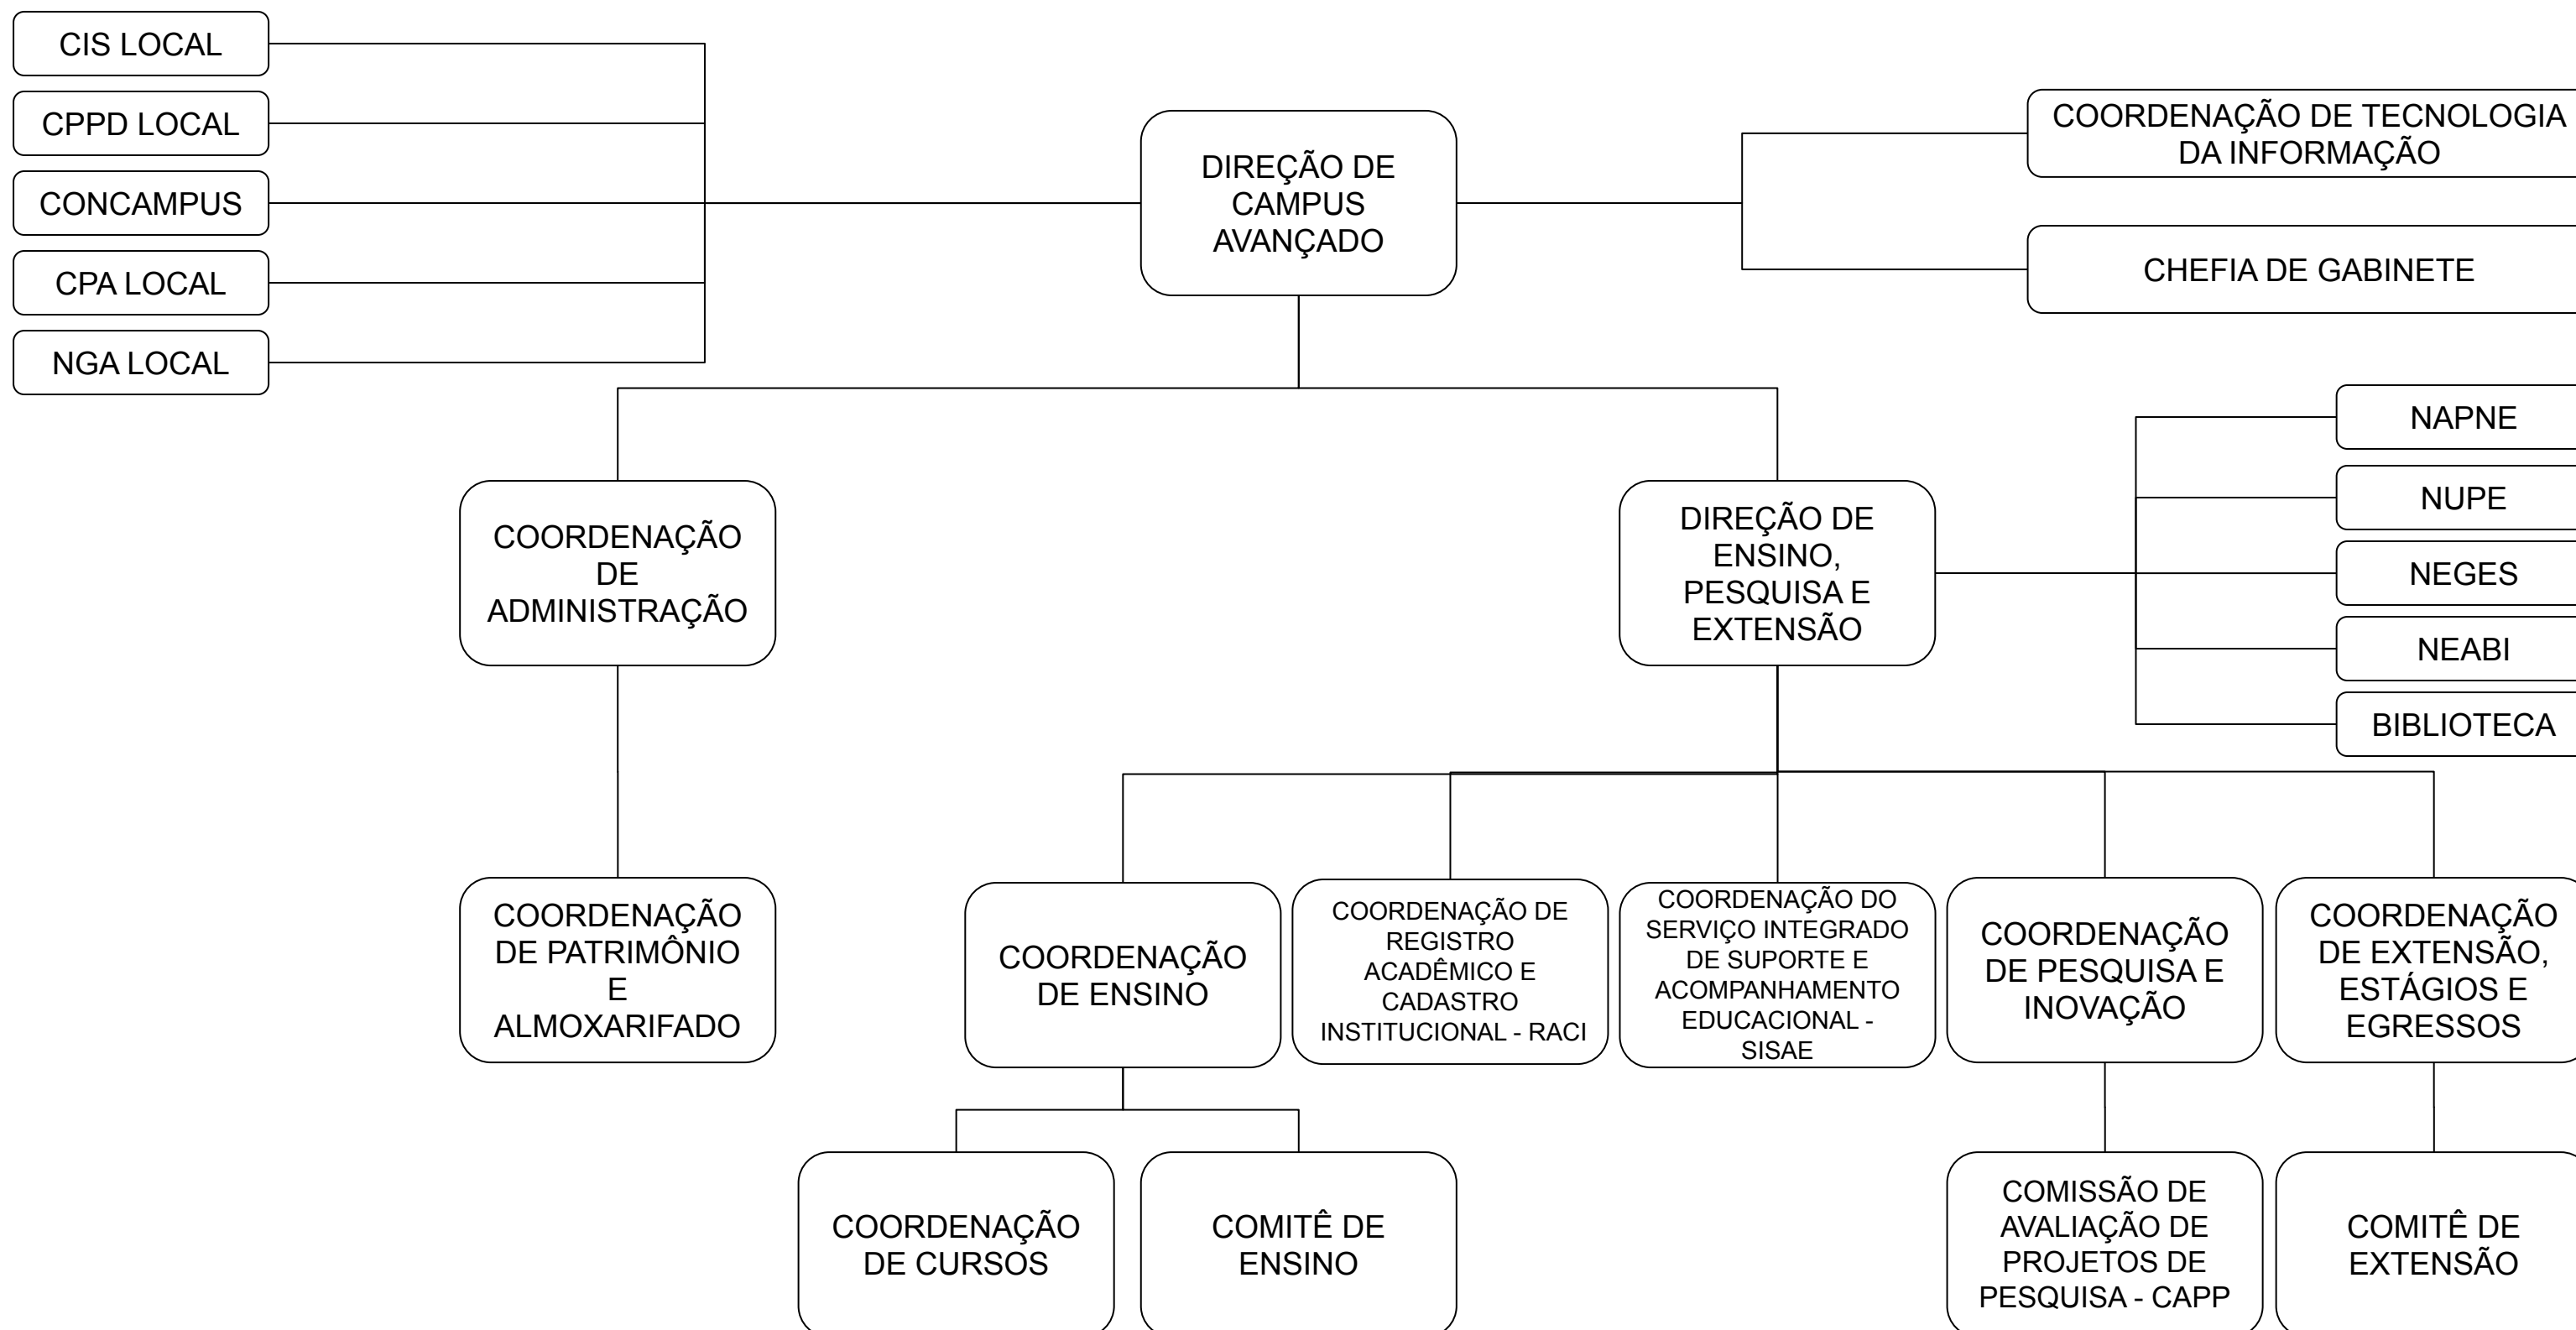 CIS LOCAL
CPPD LOCAL
CONCAMPUS
CPA LOCAL
NGA LOCAL
DIREÇÃO DE
CAMPUS
AVANÇADO
COORDENAÇÃO DE TECNOLOGIA
DA INFORMAÇÃO
CHEFIA DE GABINETE
COORDENAÇÃO
DE
ADMINISTRAÇÃO
DIREÇÃO DE
ENSINO,
PESQUISA E
EXTENSÃO
NAPNE
NUPE
NEGES
NEABI
BIBLIOTECA
COORDENAÇÃO
DE PATRIMÔNIO
E
ALMOXARIFADO
COORDENAÇÃO
DE ENSINO
COORDENAÇÃO DE
REGISTRO
ACADÊMICO E
CADASTRO
INSTITUCIONAL - RACI
COORDENAÇÃO DO
SERVIÇO INTEGRADO
DE SUPORTE E
ACOMPANHAMENTO
EDUCACIONAL -
SISAE
COORDENAÇÃO
DE PESQUISA E
INOVAÇÃO
COORDENAÇÃO
DE EXTENSÃO,
ESTÁGIOS E
EGRESSOS
COORDENAÇÃO
DE CURSOS
COMITÊ DE
ENSINO
COMISSÃO DE
AVALIAÇÃO DE
PROJETOS DE
PESQUISA - CAPP
COMITÊ DE
EXTENSÃO